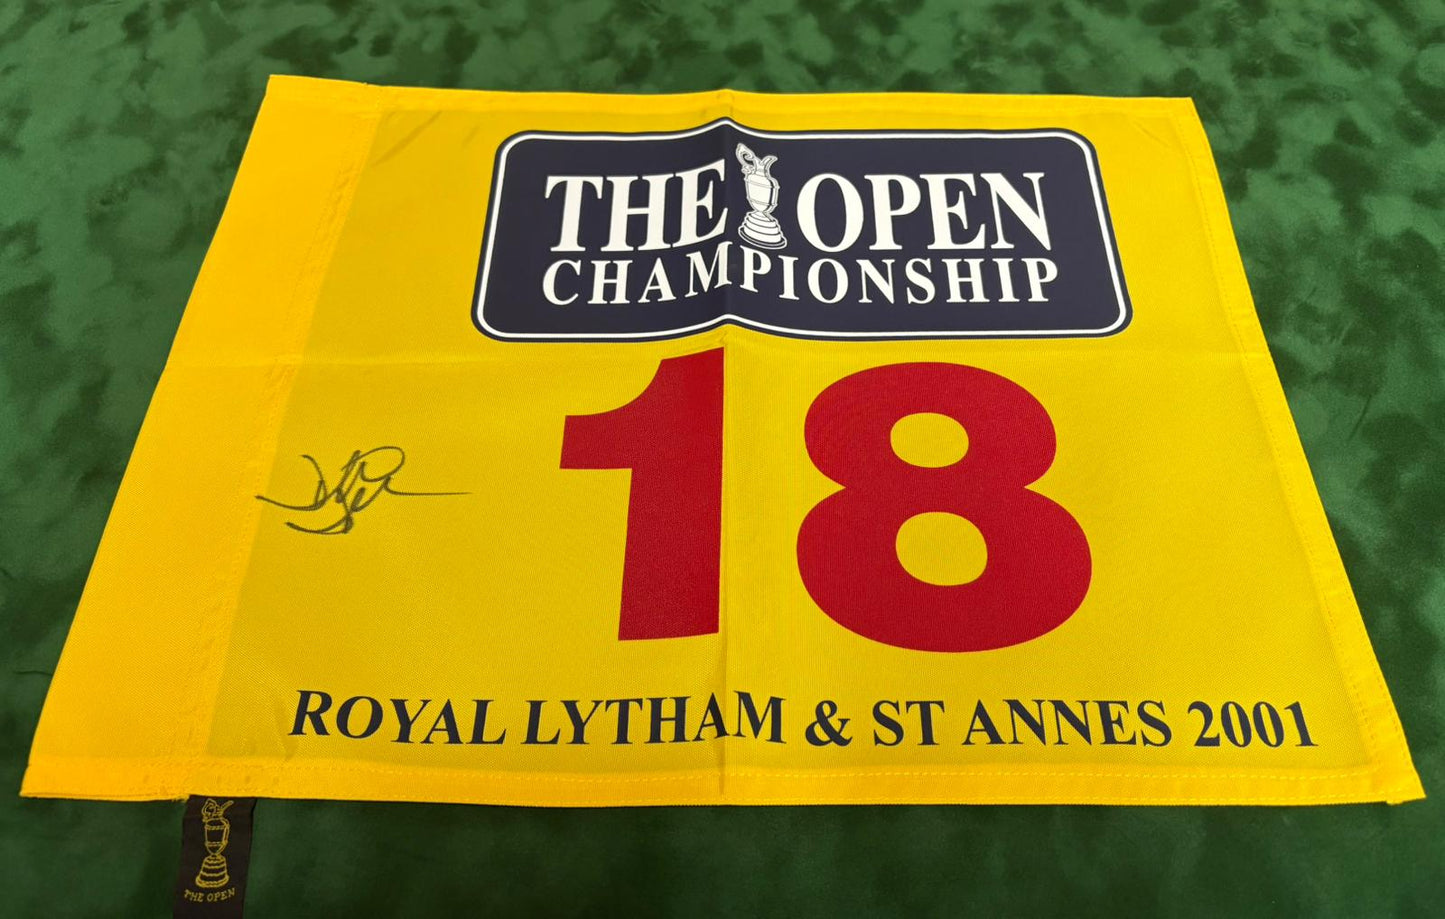 THE OPEN
CHAMPIONSHIP
18
ROYAL LYTHAM & ST ANNES 2001
THE OPEN